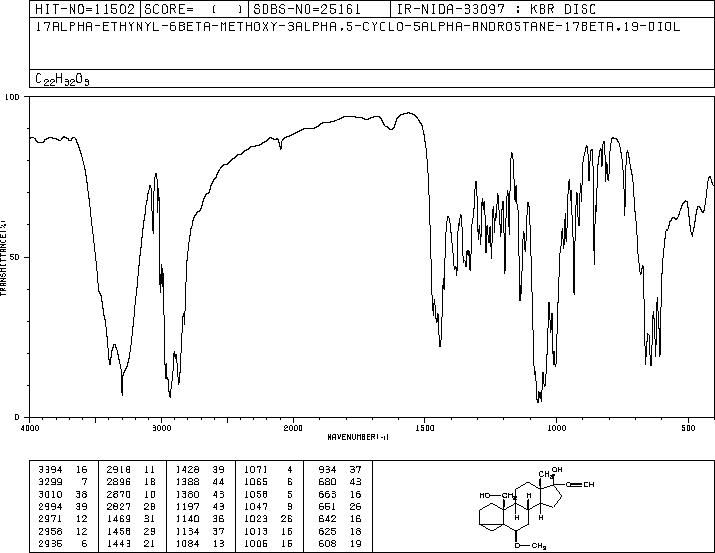 HIT-NO=11502 SCORE= ( ) SDBS-NO=25161 IR-NIDA-33097 : KBR DISC
17ALPHA-ETHYNYL-6BETA-METHOXY-3ALPHA,5-CYCLO-5ALPHA-ANDROSTANE-17BETA,19-DIOL
C22H32O3
100
50
0
TRANSMITTANCE(%)
4000 3000 2000 1500 1000 500
WAVENUMBER(-1)
3394 16 2918 11 1428 39 1071 4 934 37
3299 7 2896 18 1388 44 1065 6 680 43
3010 38 2870 10 1380 43 1058 5 663 16
2994 39 2827 28 1197 43 1047 9 651 26
2971 12 1469 31 1140 36 1023 26 642 16
2958 12 1458 29 1134 37 1013 16 625 18
2936 6 1443 21 1084 13 1006 16 608 19
CH3 OH
CH
HO CH2 H
H H
O CH3